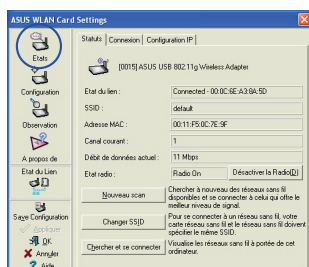 ASUS WLAN Card Settings
Etats
Configuration
Observation
A propos de
Etat du Lien
Saуve Configuration
Appliquer
OK
Annuler
? Aide
Statuts
Connexion
Configuration IP
[0015] ASUS USB 802.11g Wireless Adapter
Etat du lien :
Connected - 00:0C:6E:A3:8A:5D
SSID :
default
Adresse MAC :
00:11:F5:0C:7E:9F
Canal courant :
1
Débit de données actuel :
11 Mbps
Etat radio :
Radio On
Désactiver la Radio(D)
Nouveau scan
Chercher à nouveau des réseaux sans fil
disponibles et se connecter à celui qui offre le
meilleur niveau de signal.
Changer SSID
Pour se connecter à un réseau sans fil, votre
carte réseau sans fil et le réseau sans fil doivent
spécifier le même SSID.
Chercher et se connecter
Visualise les réseaux sans fil à portée de cet
ordinateur.